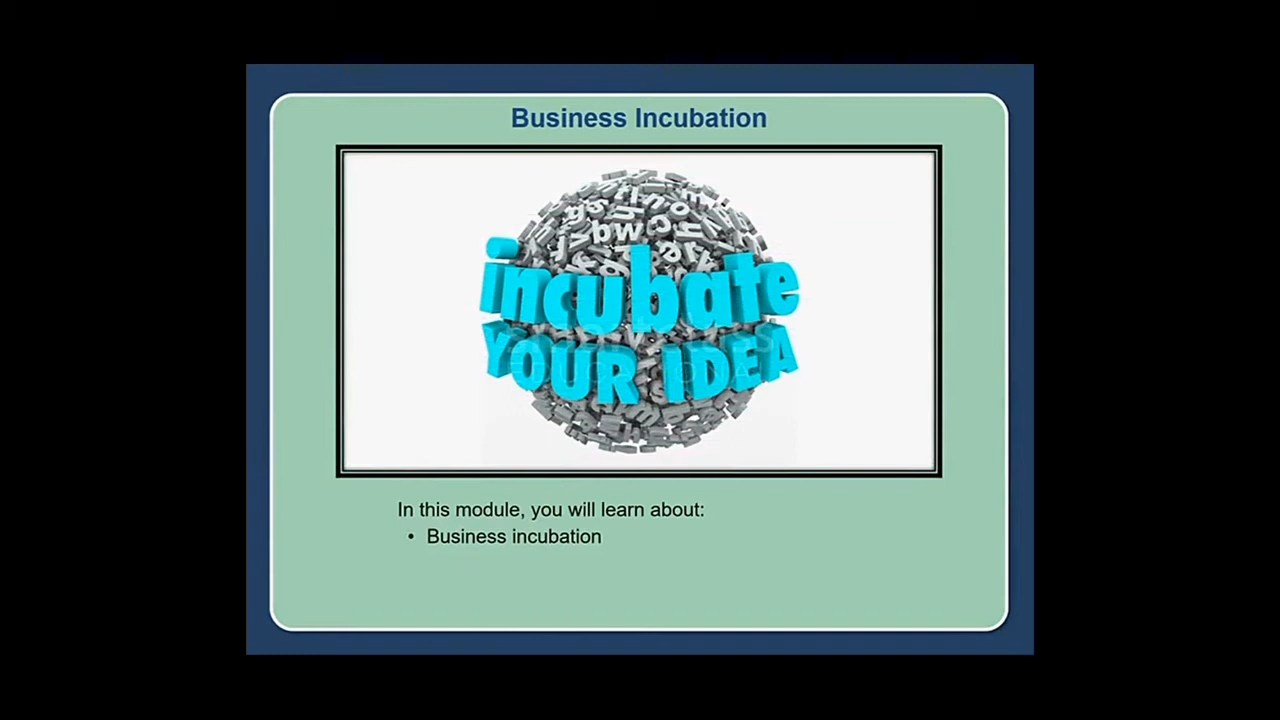 Business Incubation
incubate
YOUR IDEA
In this module, you will learn about:
• Business incubation